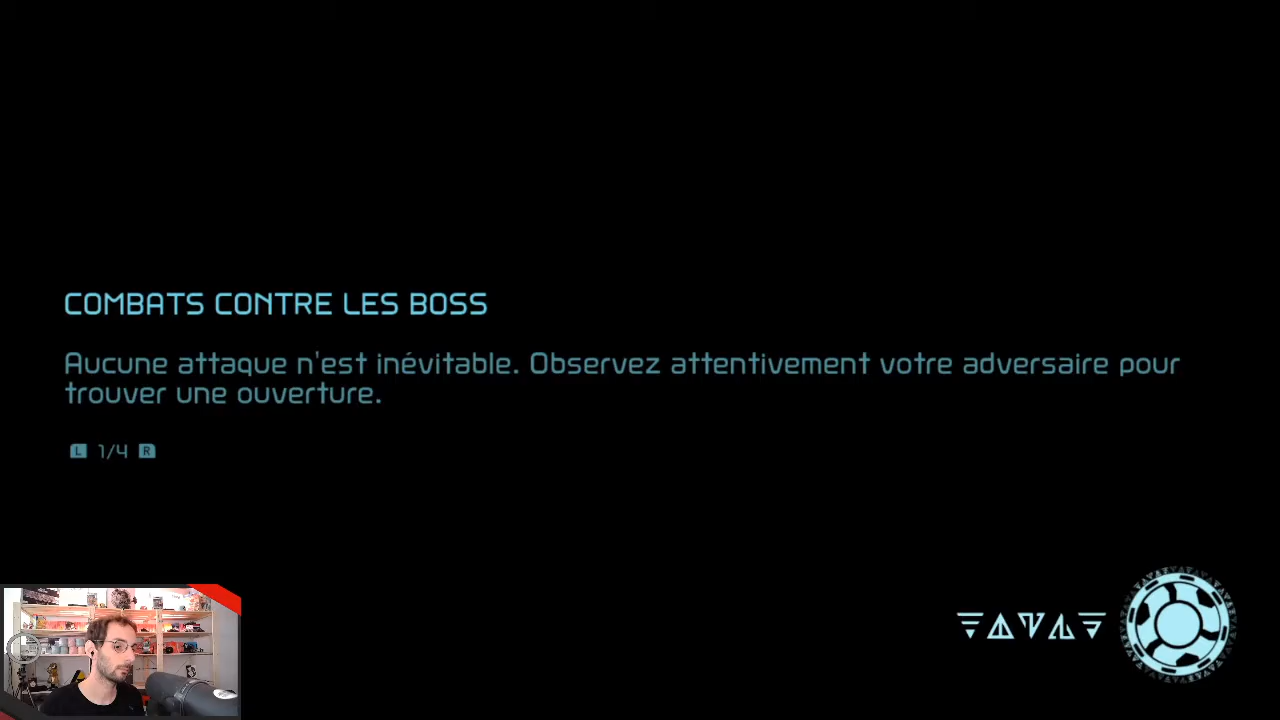 COMBATS CONTRE LES BOSS
Aucune attaque n'est inévitable. Observez attentivement votre adversaire pour
trouver une ouverture.
L 1/4 R